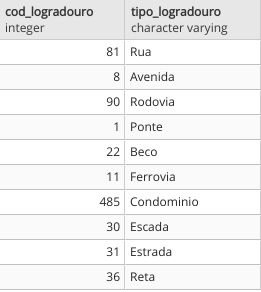 cod_logradouro tipo_logradouro
integer character varying
81 Rua
8 Avenida
90 Rodovia
1 Ponte
22 Beco
11 Ferrovia
485 Condominio
30 Escada
31 Estrada
36 Reta